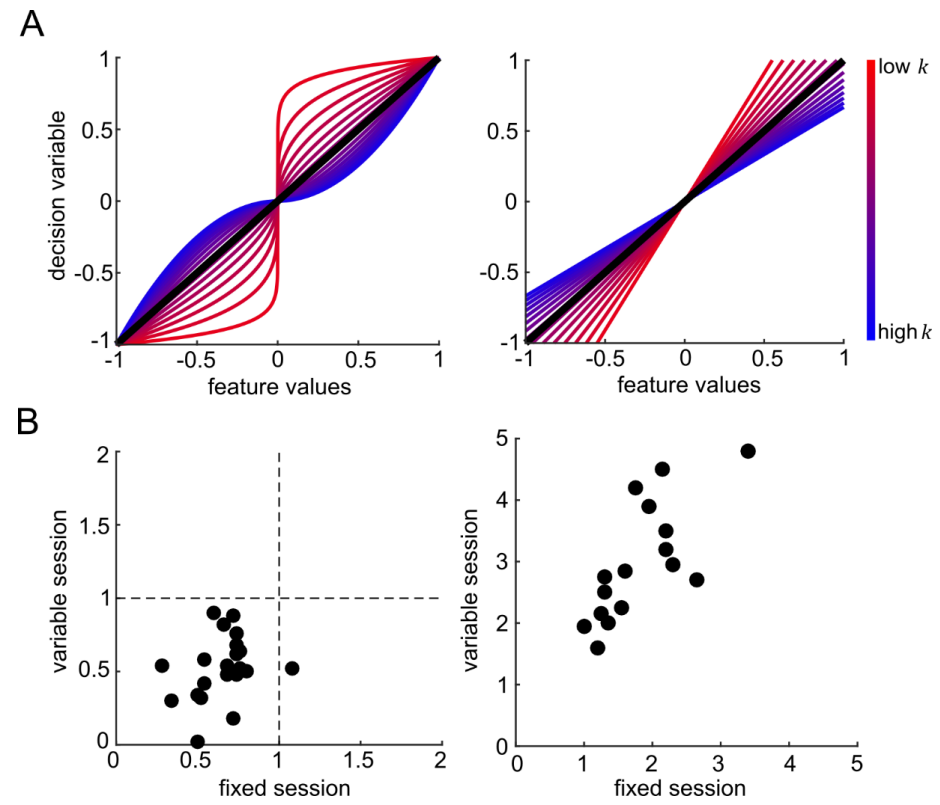 A
1
0.5
0
-0.5
-1
decision variable
-1 -0.5 0 0.5 1
feature values
1
0.5
0
-0.5
-1
-1 -0.5 0 0.5 1
feature values
low k
high k
B
2
1.5
1
0.5
0
variable session
0 0.5 1 1.5 2
fixed session
5
4
3
2
1
0
variable session
0 1 2 3 4 5
fixed session